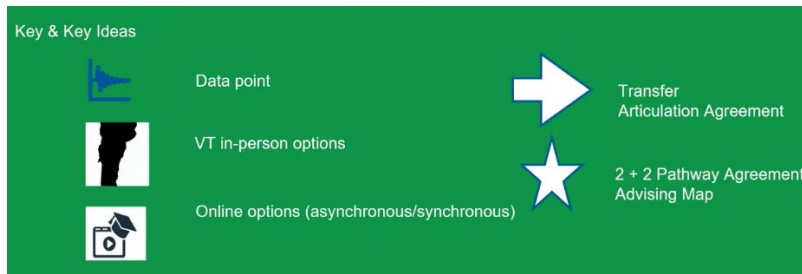 Key & Key Ideas
Data point
VT in-person options
Online options (asynchronous/synchronous)
Transfer
Articulation Agreement
2 + 2 Pathway Agreement
Advising Map